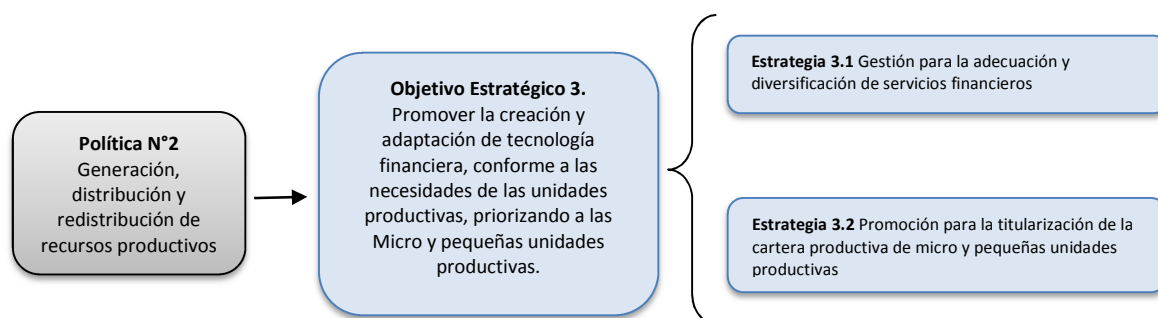 Política N°2
Generación,
distribución y
redistribución de
recursos productivos
Objetivo Estratégico 3.
Promover la creación y
adaptación de tecnología
financiera, conforme a las
necesidades de las unidades
productivas, priorizando a las
Micro y pequeñas unidades
productivas.
Estrategia 3.1 Gestión para la adecuación y
diversificación de servicios financieros
Estrategia 3.2 Promoción para la titularización de la
cartera productiva de micro y pequeñas unidades
productivas